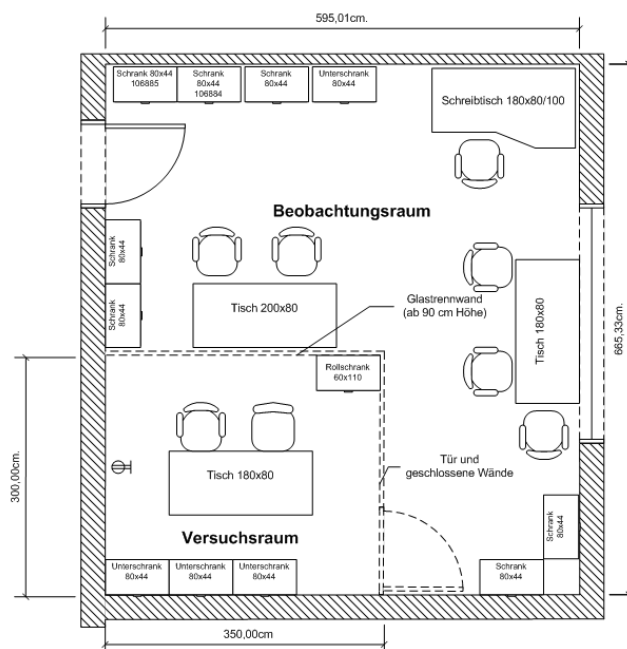 595,01cm.
Schrank 80x44
106885
Schrank
80x44
106884
Schrank
80x44
Unterschrank
80x44
Schreibtisch 180x80/100
Beobachtungsraum
Schrank
80x44
Schrank
80x44
Tisch 200x80
Glastrennwand
(ab 90 cm Höhe)
Tisch 180x80
665,33cm.
Rollschrank
60x110
300,00cm.
Tisch 180x80
Tür und
geschlossene Wände
Versuchsraum
Schrank
80x44
Unterschrank
80x44
Unterschrank
80x44
Unterschrank
80x44
Schrank
80x44
350,00cm